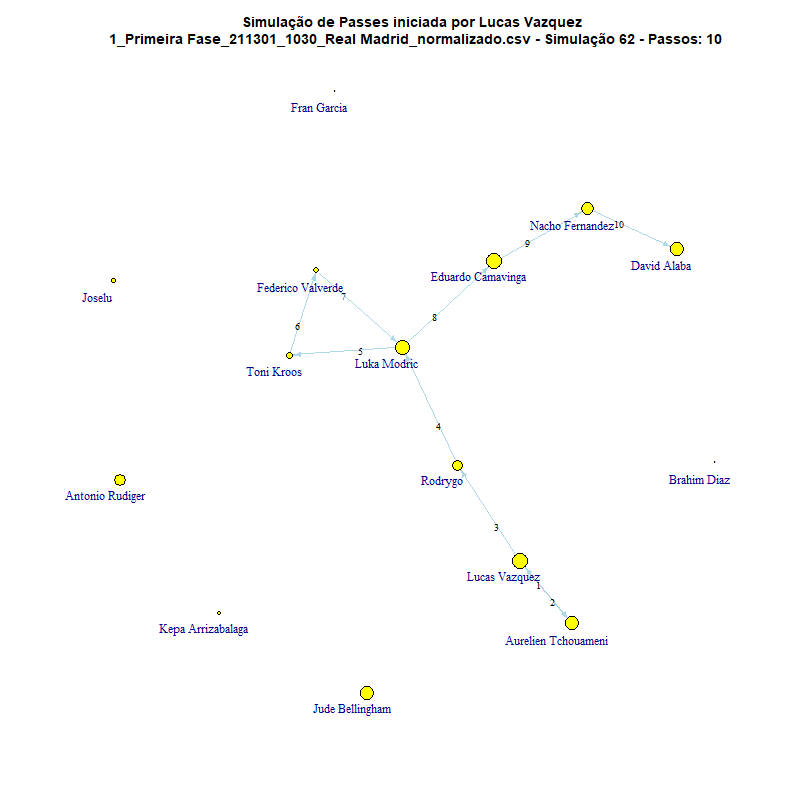 Simulação de Passes iniciada por Lucas Vazquez
1_Primeira Fase_211301_1030_Real Madrid_normalizado.csv - Simulação 62 - Passos: 10
Fran Garcia
Nacho Fernandez
10
9
David Alaba
Eduardo Camavinga
Federico Valverde
7
Joselu
8
6
5
Luka Modric
Toni Kroos
4
Rodrygo
Brahim Diaz
Antonio Rudiger
3
Lucas Vazquez
1
2
Kepa Arrizabalaga
Aurelien Tchouameni
Jude Bellingham